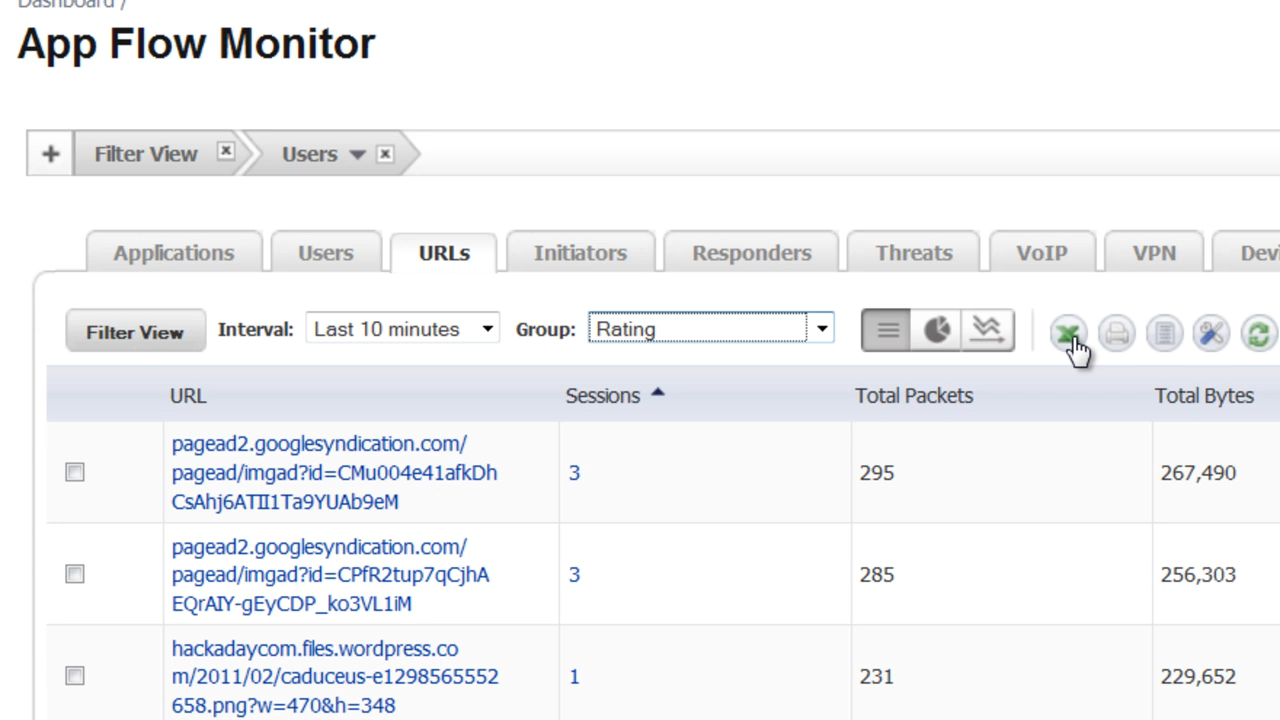 Dashboard /
App Flow Monitor
+ Filter View x Users x
Applications Users URLs Initiators Responders Threats VoIP VPN Devi
Filter View Interval: Last 10 minutes Group: Rating
URL Sessions Total Packets Total Bytes
pagead2.googlesyndication.com/
pagead/imgad?id=CMu004e41afkDh 3 295 267,490
CsAhj6ATII1Ta9YUAb9eM
pagead2.googlesyndication.com/
pagead/imgad?id=CPfR2tup7qCjhA 3 285 256,303
EQrAIY-gEyCDP_ko3VL1iM
hackadaycom.files.wordpress.co
m/2011/02/caduceus-e1298565552 1 231 229,652
658.png?w=470&h=348